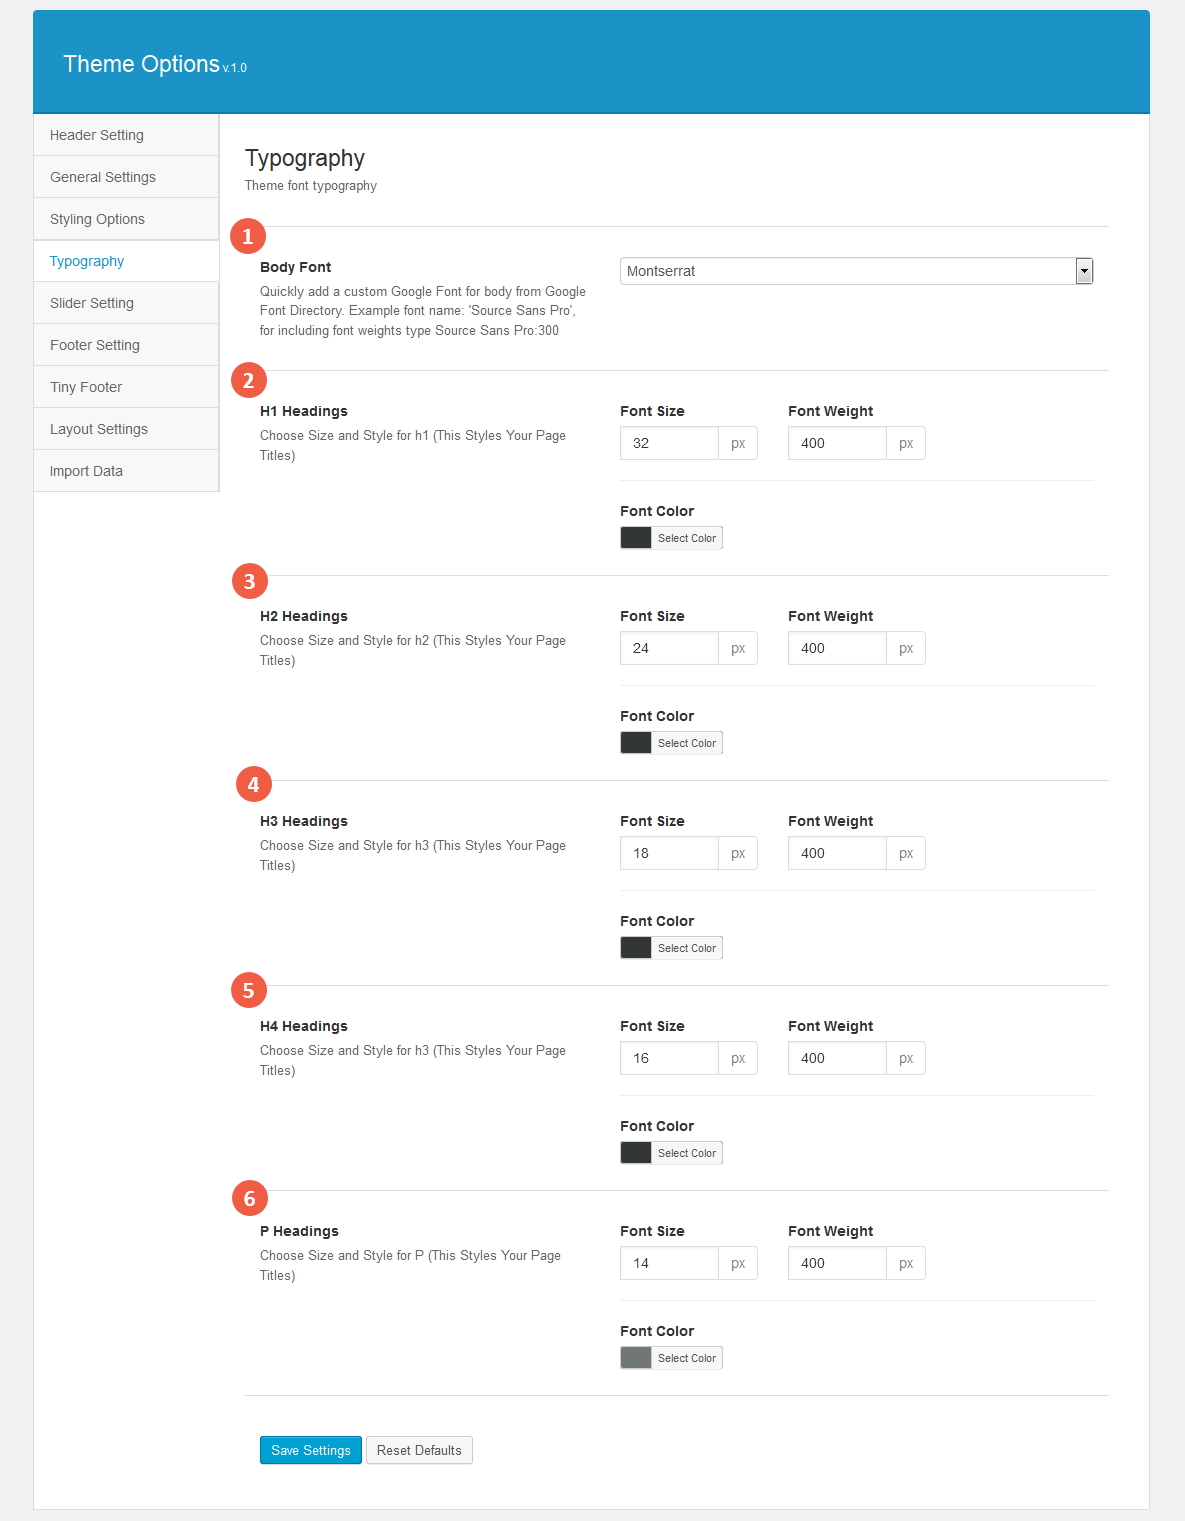 Theme Options v.1.0
Header Setting
General Settings
Styling Options
Typography
Slider Setting
Footer Setting
Tiny Footer
Layout Settings
Import Data
Typography
Theme font typography
1
Body Font
Quickly add a custom Google Font for body from Google
Font Directory. Example font name: 'Source Sans Pro',
for including font weights type Source Sans Pro:300
Montserrat
2
H1 Headings
Choose Size and Style for h1 (This Styles Your Page
Titles)
Font Size Font Weight
32 px 400 px
Font Color
Select Color
3
H2 Headings
Choose Size and Style for h2 (This Styles Your Page
Titles)
Font Size Font Weight
24 px 400 px
Font Color
Select Color
4
H3 Headings
Choose Size and Style for h3 (This Styles Your Page
Titles)
Font Size Font Weight
18 px 400 px
Font Color
Select Color
5
H4 Headings
Choose Size and Style for h3 (This Styles Your Page
Titles)
Font Size Font Weight
16 px 400 px
Font Color
Select Color
6
P Headings
Choose Size and Style for P (This Styles Your Page
Titles)
Font Size Font Weight
14 px 400 px
Font Color
Select Color
Save Settings Reset Defaults